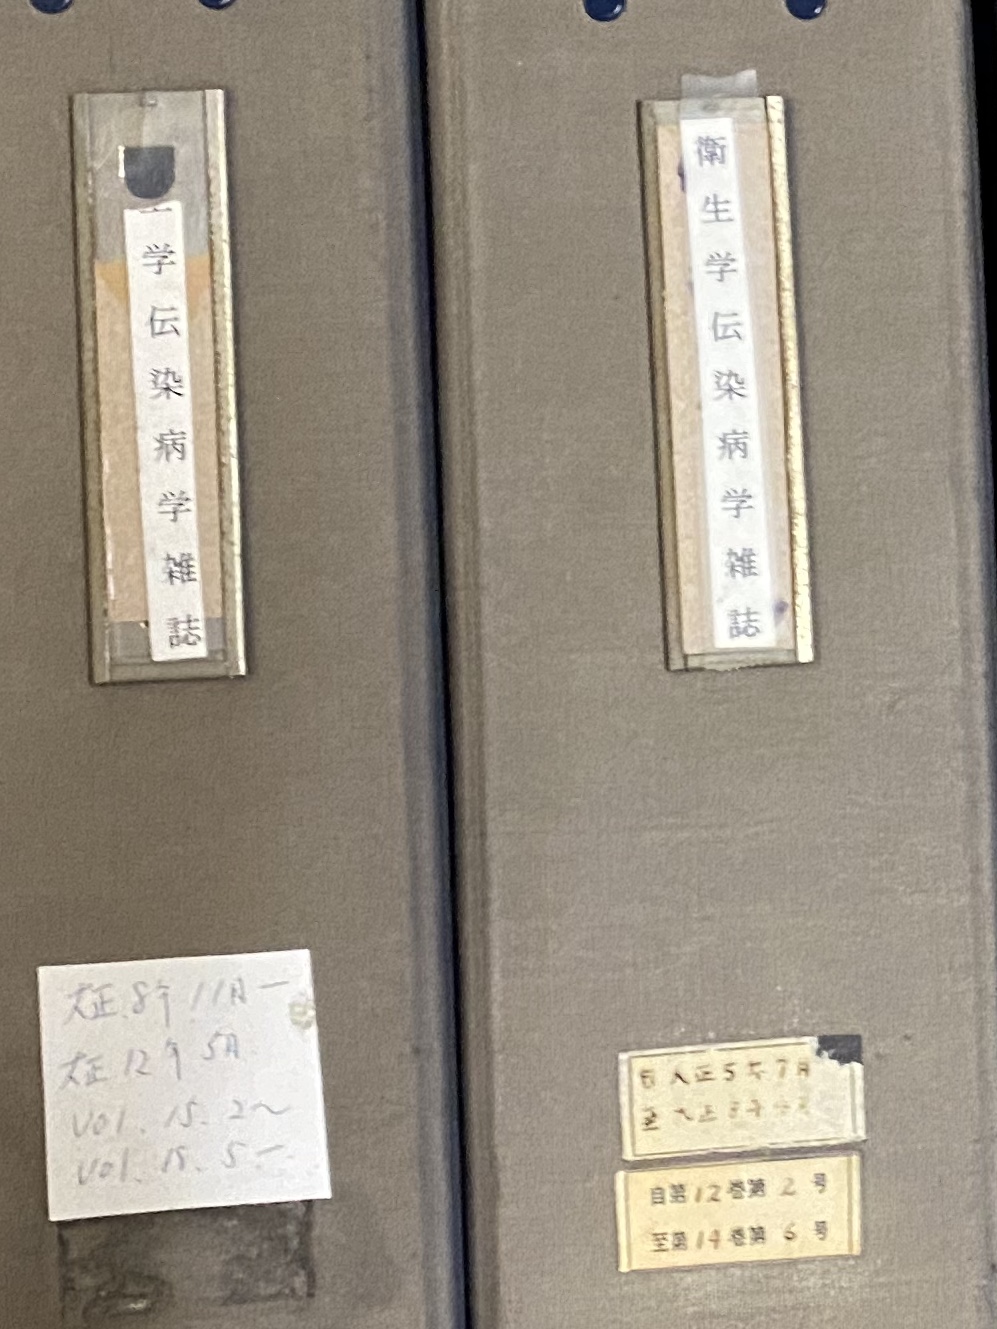 学伝染病学雑誌
大正8年11月〜
大正12年5月
Vol. 15. 2〜
Vol. 18. 5
衛生学伝染病学雑誌
自 大正5年7月
至 大正8年
自第12巻第2号
至第14巻第6号